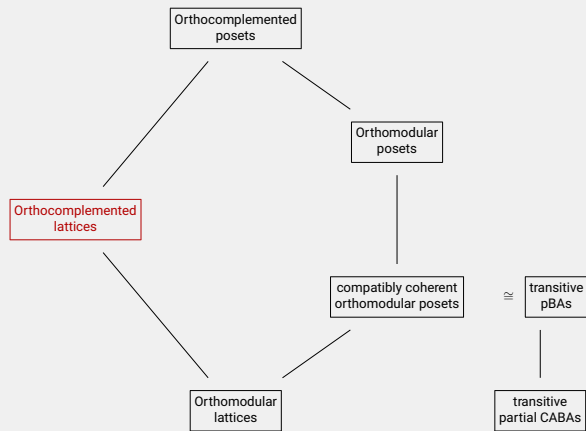 Orthocomplemented
posets
Orthomodular
posets
Orthocomplemented
lattices
compatibly coherent
orthomodular posets
≅
transitive
pBAs
Orthomodular
lattices
transitive
partial CABAs